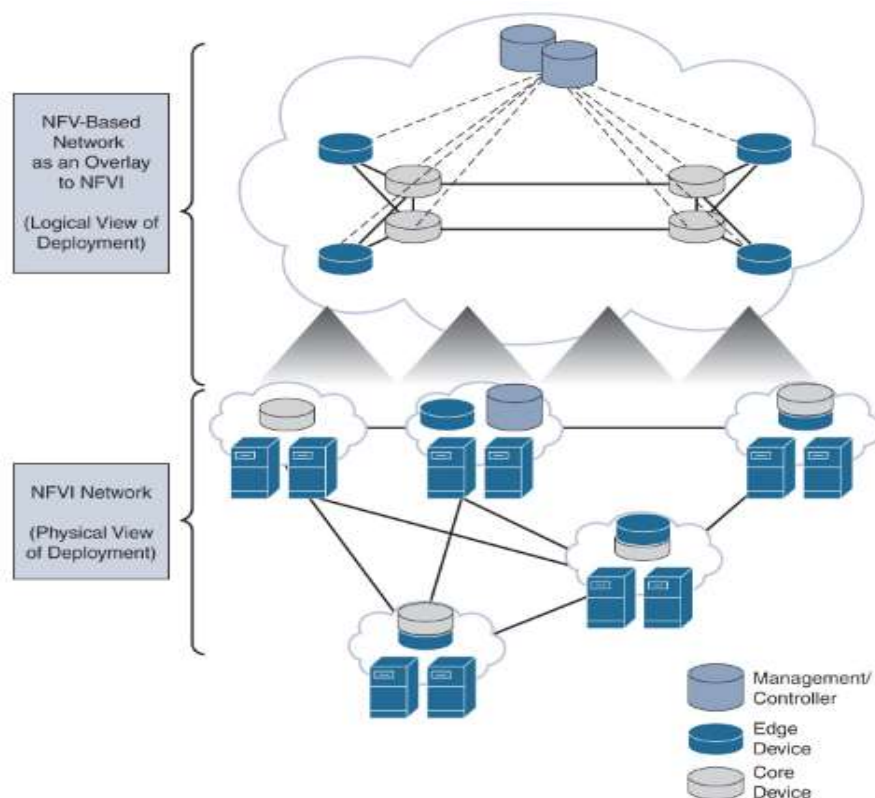 NFV-Based
Network
as an Overlay
to NFVI
(Logical View of
Deployment)
NFVI Network
(Physical View
of Deployment)
Management/
Controller
Edge
Device
Core
Device